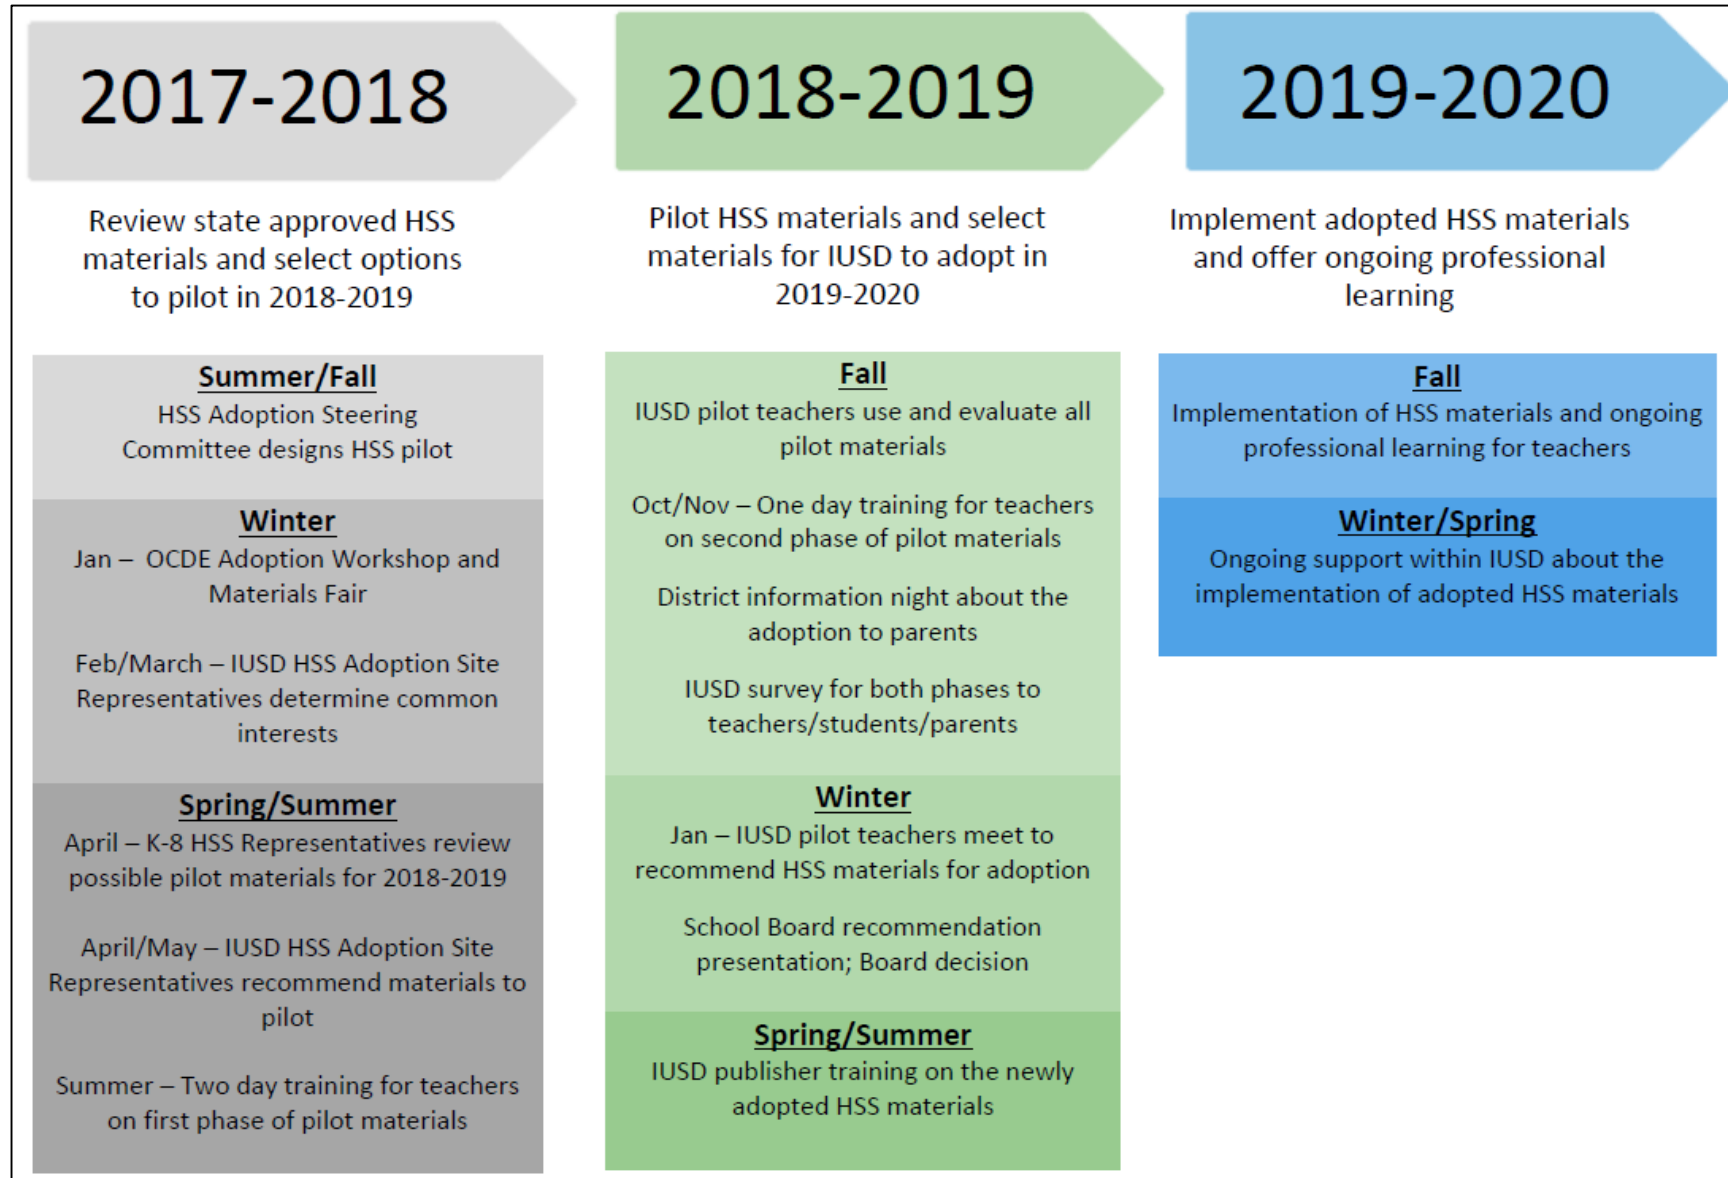 2017-2018
Review state approved HSS
materials and select options
to pilot in 2018-2019
Summer/Fall
HSS Adoption Steering
Committee designs HSS pilot
Winter
Jan – OCDE Adoption Workshop and
Materials Fair
Feb/March – IUSD HSS Adoption Site
Representatives determine common
interests
Spring/Summer
April – K-8 HSS Representatives review
possible pilot materials for 2018-2019
April/May – IUSD HSS Adoption Site
Representatives recommend materials to
pilot
Summer – Two day training for teachers
on first phase of pilot materials
2018-2019
Pilot HSS materials and select
materials for IUSD to adopt in
2019-2020
Fall
IUSD pilot teachers use and evaluate all
pilot materials
Oct/Nov – One day training for teachers
on second phase of pilot materials
District information night about the
adoption to parents
IUSD survey for both phases to
teachers/students/parents
Winter
Jan – IUSD pilot teachers meet to
recommend HSS materials for adoption
School Board recommendation
presentation; Board decision
Spring/Summer
IUSD publisher training on the newly
adopted HSS materials
2019-2020
Implement adopted HSS materials
and offer ongoing professional
learning
Fall
Implementation of HSS materials and ongoing
professional learning for teachers
Winter/Spring
Ongoing support within IUSD about the
implementation of adopted HSS materials